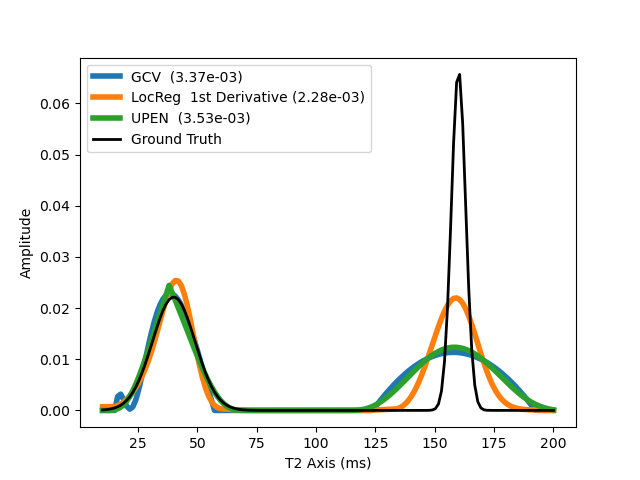 GCV (3.37e-03)
LocReg 1st Derivative (2.28e-03)
UPEN (3.53e-03)
Ground Truth
Amplitude
0.06
0.05
0.04
0.03
0.02
0.01
0.00
25 50 75 100 125 150 175 200
T2 Axis (ms)